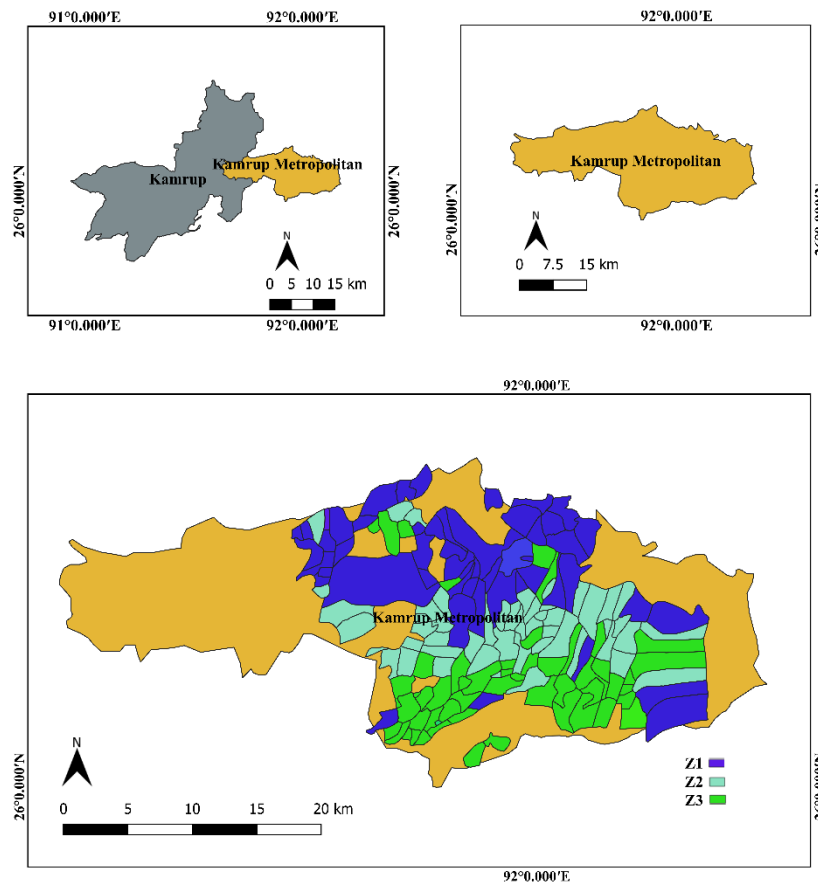 91°0.000′E 92°0.000′E
26°0.000′N
Kamrup Metropolitan
Kamrup
N
0 5 10 15 km
26°0.000′N
91°0.000′E 92°0.000′E
26°0.000′N
Kamrup Metropolitan
N
0 7.5 15 km
92°0.000′E
92°0.000′E
26°0.000′N
Kamrup Metropolitan
N
0 5 10 15 20 km
Z1
Z2
Z3
92°0.000′E